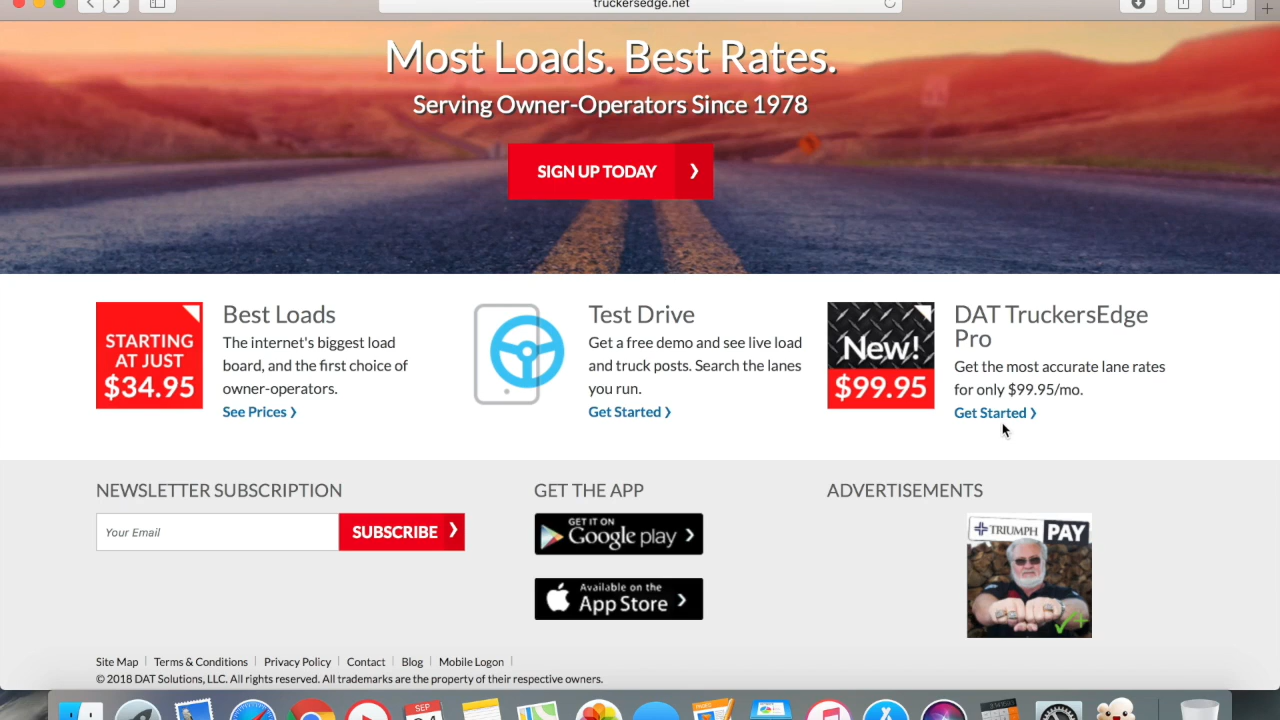 truckersedge.net
Most Loads. Best Rates.
Serving Owner-Operators Since 1978
SIGN UP TODAY ❯
STARTING
AT JUST
$34.95
Best Loads
The internet's biggest load
board, and the first choice of
owner-operators.
See Prices ❯
Test Drive
Get a free demo and see live load
and truck posts. Search the lanes
you run.
Get Started ❯
New!
$99.95
DAT TruckersEdge
Pro
Get the most accurate lane rates
for only $99.95/mo.
Get Started ❯
NEWSLETTER SUBSCRIPTION
Your Email
SUBSCRIBE ❯
GET THE APP
GET IT ON
Google play ❯
Available on the
App Store ❯
ADVERTISEMENTS
TRIUMPH PAY
Site Map | Terms & Conditions | Privacy Policy | Contact | Blog | Mobile Logon |
© 2018 DAT Solutions, LLC. All rights reserved. All trademarks are the property of their respective owners.
SEP